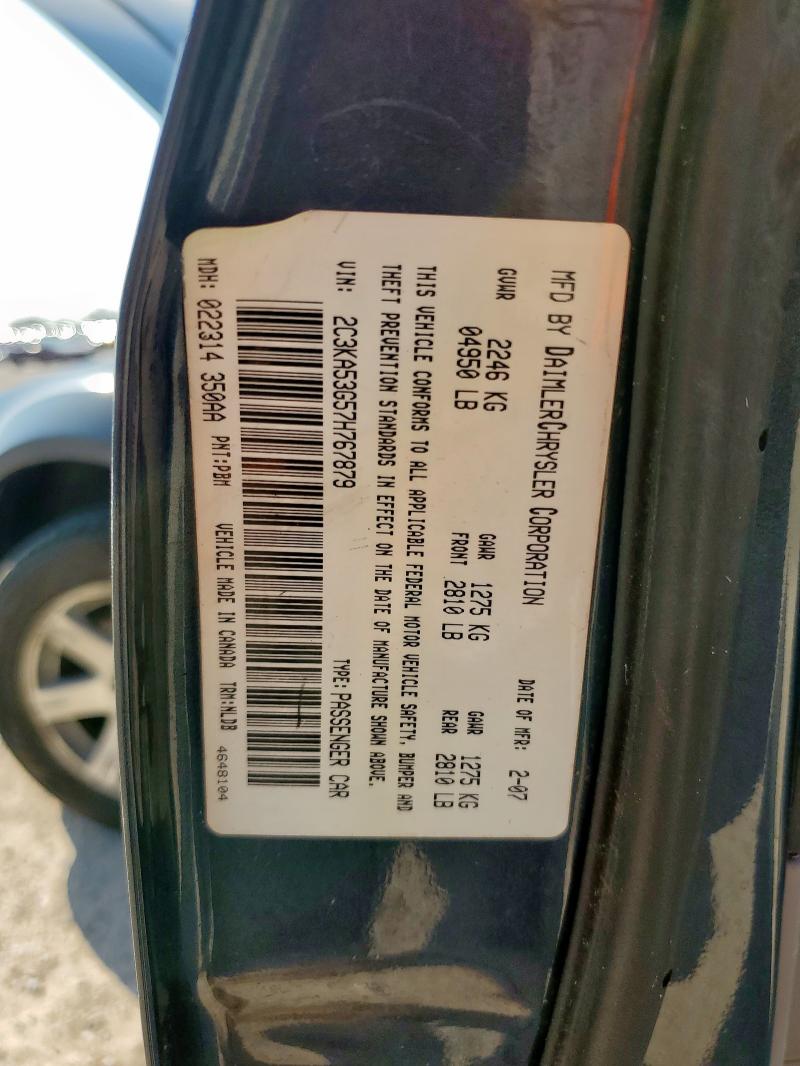 MFD BY DAIMLERCHRYSLER CORPORATION
DATE OF MFR: 2-07
GVWR 2246 KG
04950 LB
GAWR FRONT 1275 KG
2810 LB
GAWR REAR 1275 KG
2810 LB
THIS VEHICLE CONFORMS TO ALL APPLICABLE FEDERAL MOTOR VEHICLE SAFETY, BUMPER AND
THEFT PREVENTION STANDARDS IN EFFECT ON THE DATE OF MANUFACTURE SHOWN ABOVE.
VIN: 2C3KA53G57H767879 TYPE: PASSENGER CAR
MDH: 022314 350AA PNT:PBM VEHICLE MADE IN CANADA TRM:NLDB 4648104